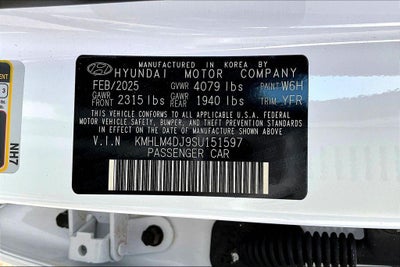 MANUFACTURED IN KOREA BY
HYUNDAI MOTOR COMPANY
FEB/2025 GVWR 4079 lbs PAINT W6H
GAWR FRONT 2315 lbs GAWR REAR 1940 lbs TRIM YFR
THIS VEHICLE CONFORMS TO ALL APPLICABLE U.S.A. FEDERAL
MOTOR VEHICLE SAFETY, BUMPER, AND THEFT PREVENTION
STANDARDS IN EFFECT ON THE DATE OF MANUFACTURE SHOWN ABOVE.
V.I.N KMHLM4DJ9SU151597
PASSENGER CAR
3
NH7